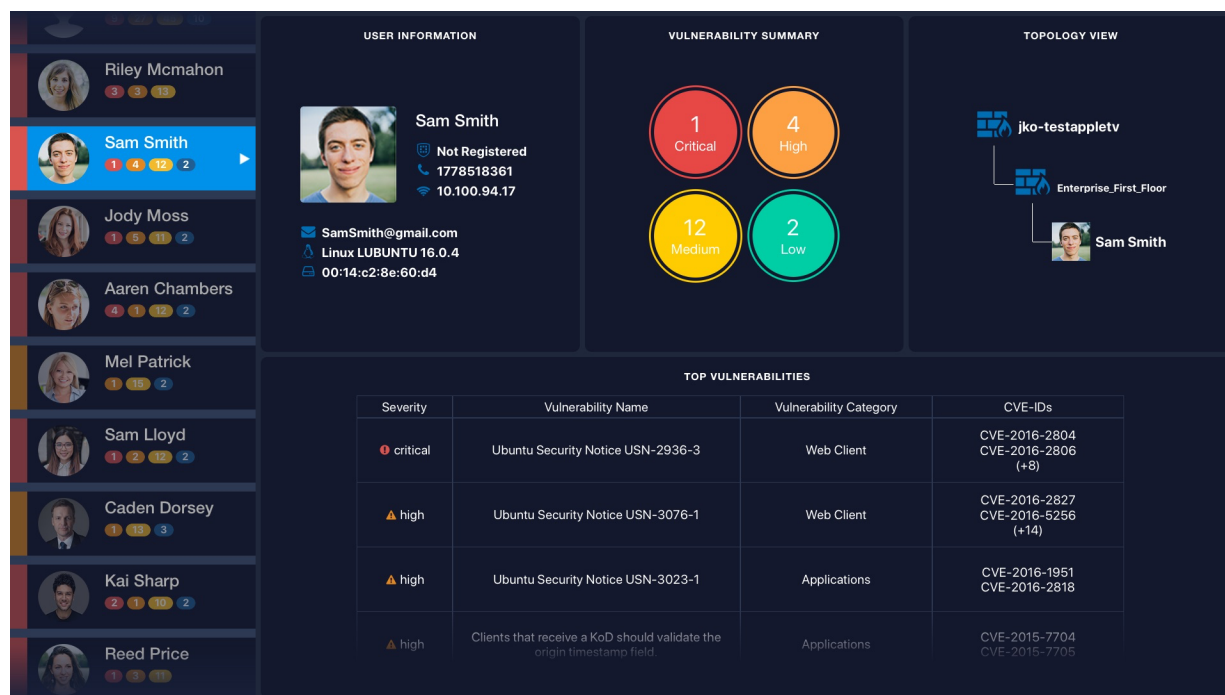 10
Riley Mcmahon
3 3 13
Sam Smith
1 4 12 2
Jody Moss
1 5 11 2
Aaren Chambers
4 1 12 2
Mel Patrick
1 15 2
Sam Lloyd
1 2 12 2
Caden Dorsey
1 13 3
Kai Sharp
2 1 10 2
Reed Price
1 3 11
USER INFORMATION
Sam Smith
Not Registered
1778518361
10.100.94.17
SamSmith@gmail.com
Linux LUBUNTU 16.0.4
00:14:c2:8e:60:d4
VULNERABILITY SUMMARY
1
Critical
4
High
12
Medium
2
Low
TOPOLOGY VIEW
jko-testappletv
Enterprise_First_Floor
Sam Smith
TOP VULNERABILITIES
Severity Vulnerability Name Vulnerability Category CVE-IDs
critical Ubuntu Security Notice USN-2936-3 Web Client CVE-2016-2804
CVE-2016-2806
(+8)
high Ubuntu Security Notice USN-3076-1 Web Client CVE-2016-2827
CVE-2016-5256
(+14)
high Ubuntu Security Notice USN-3023-1 Applications CVE-2016-1951
CVE-2016-2818
high Clients that receive a KoD should validate the
origin timestamp field. Applications CVE-2015-7704
CVE-2015-7705